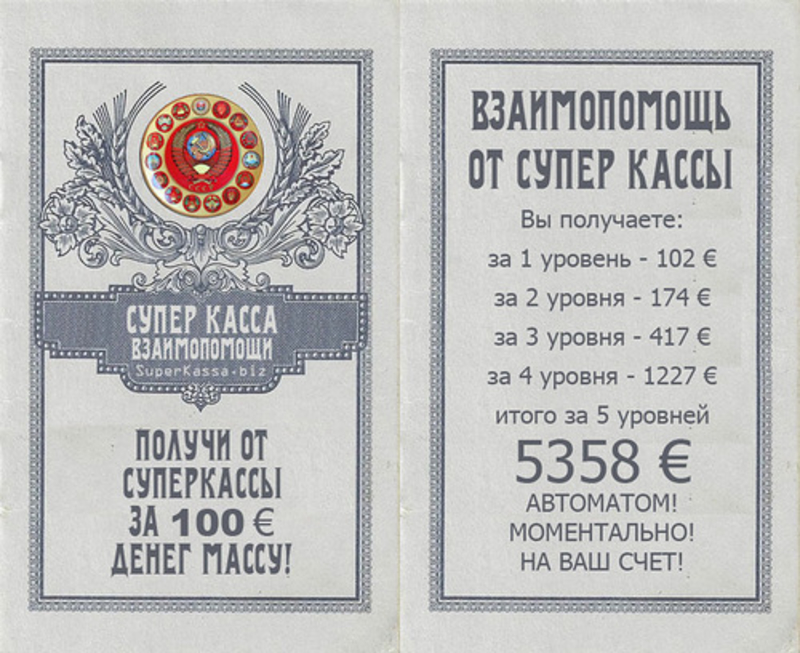 СУПЕР КАССА
ВЗАИМОПОМОЩИ
SuperKassa.biz
ПОЛУЧИ ОТ
СУПЕРКАССЫ
ЗА 100 €
ДЕНЕГ МАССУ!
ВЗАИМОПОМОЩЬ
ОТ СУПЕР КАССЫ
Вы получаете:
за 1 уровень - 102 €
за 2 уровня - 174 €
за 3 уровня - 417 €
за 4 уровня - 1227 €
итого за 5 уровней
5358 €
АВТОМАТОМ!
МОМЕНТАЛЬНО!
НА ВАШ СЧЕТ!